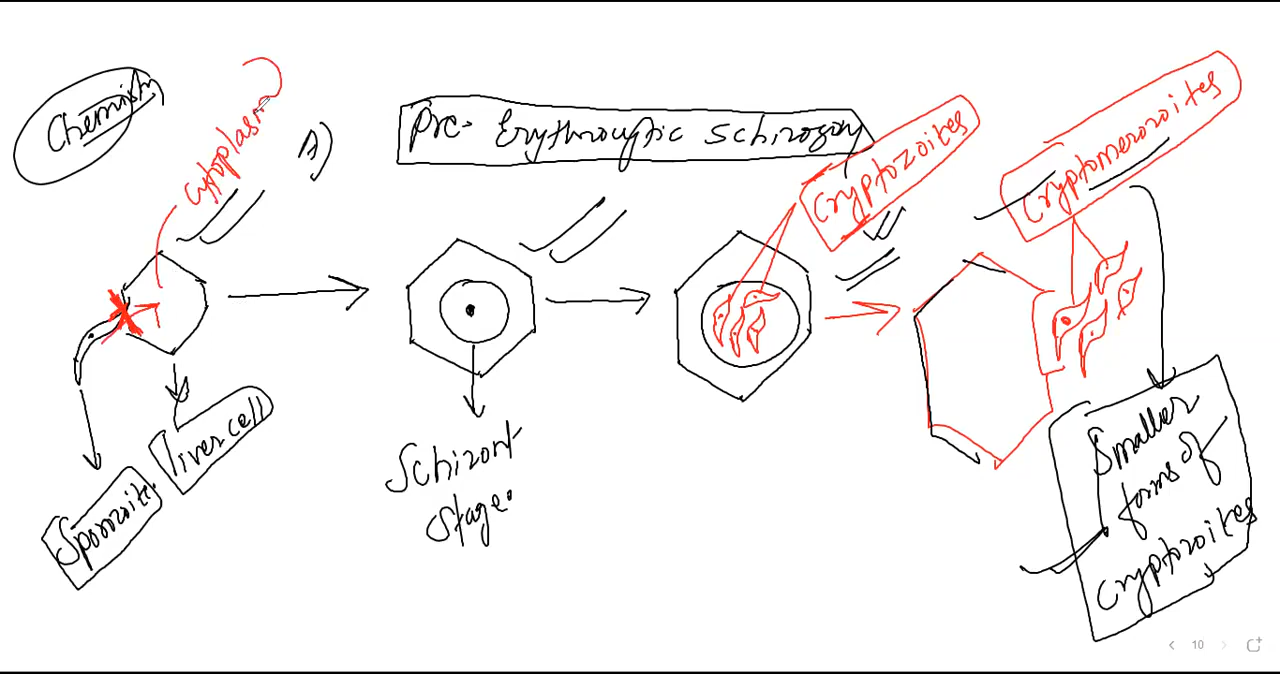 Chemistry
Cytoplasm
A)
Pre- Erythrocytic Schizogony
Cryptozoites
Cryptomerozoites
liver cell
Sporozoite
Schizont
stage.
Smaller
forms of
cryptozoites
10